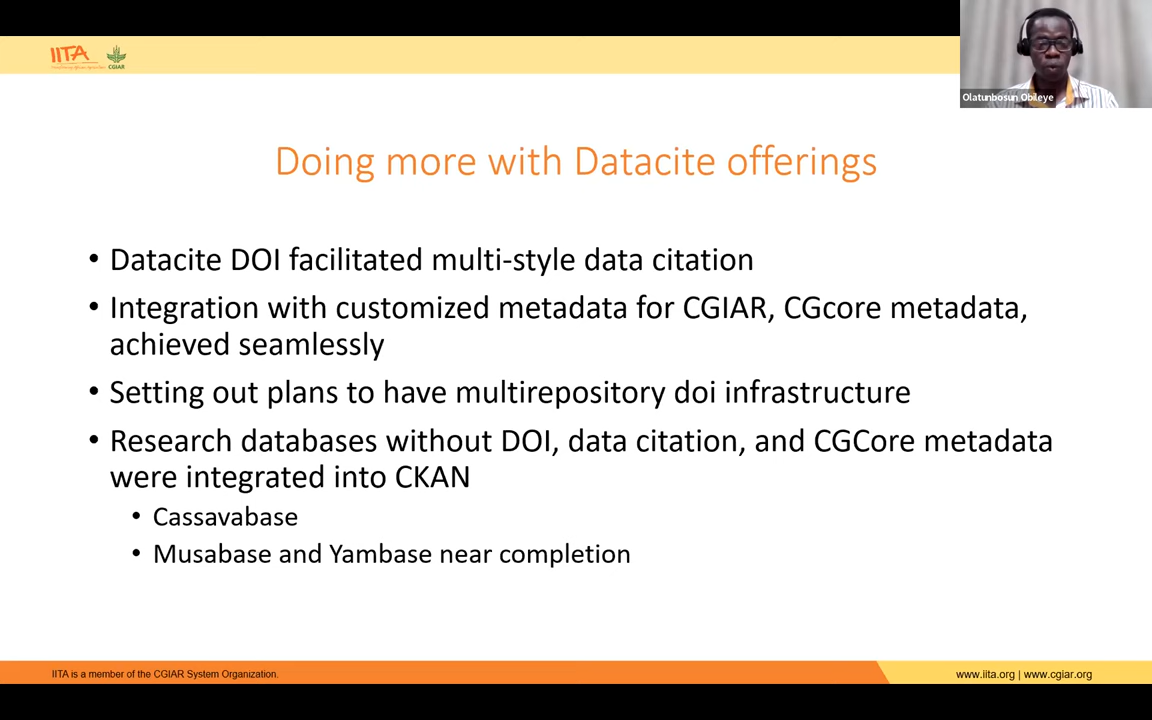 IITA
CGIAR
Olatunbosun Obileye
Doing more with Datacite offerings
• Datacite DOI facilitated multi-style data citation
• Integration with customized metadata for CGIAR, CGcore metadata,
achieved seamlessly
• Setting out plans to have multirepository doi infrastructure
• Research databases without DOI, data citation, and CGCore metadata
were integrated into CKAN
• Cassavabase
• Musabase and Yambase near completion
IITA is a member of the CGIAR System Organization.
www.iita.org | www.cgiar.org